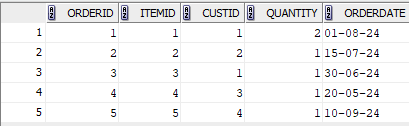 ORDERID ITEMID CUSTID QUANTITY ORDERDATE
1 1 1 1 2 01-08-24
2 2 2 2 1 15-07-24
3 3 3 1 1 30-06-24
4 4 4 3 1 20-05-24
5 5 5 4 1 10-09-24